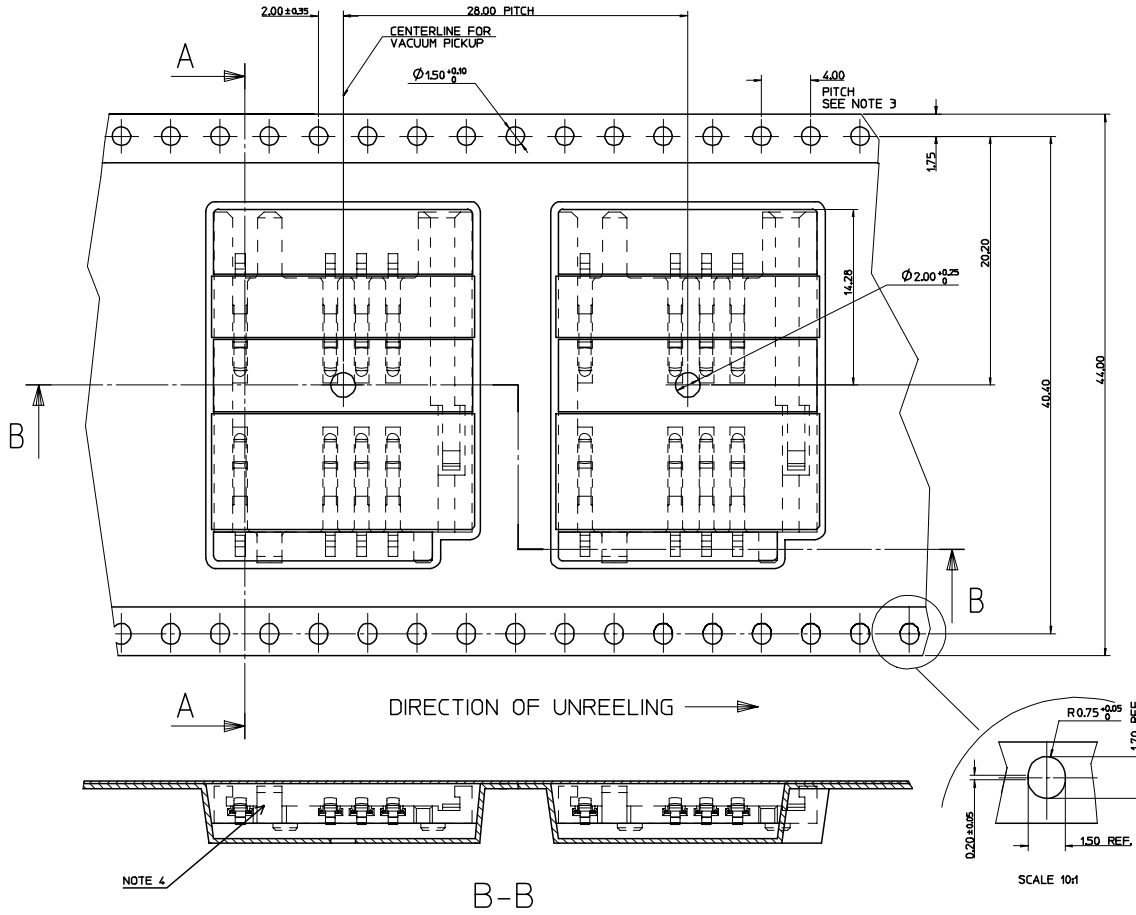 2.00 ±0.35
28.00 PITCH
CENTERLINE FOR
VACUUM PICKUP
A
Ø1.50 +0.10 0
4.00
PITCH
SEE NOTE 3
1.75
20.20
14.28
Ø2.00 +0.25 0
40.40
44.00
B
B
A
DIRECTION OF UNREELING
R0.75 +0.05 0
1.70 REF.
0.20 ±0.05
1.50 REF.
SCALE 10:1
NOTE 4
B-B